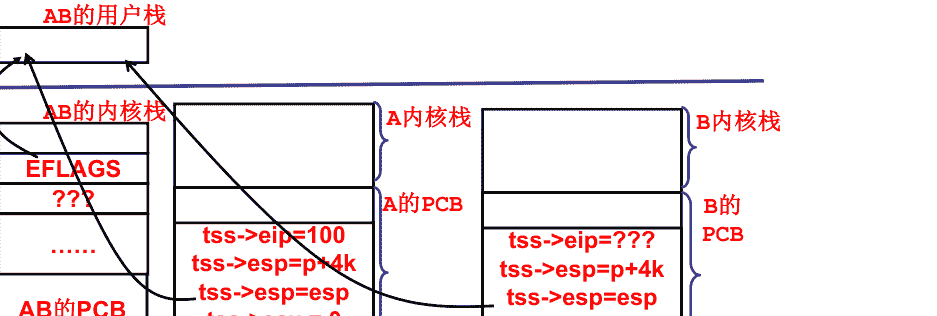 AB的用户栈
AB的内核栈
EFLAGS
???
……
AB的PCB
A内核栈
A的PCB
tss->eip=100
tss->esp=p+4k
tss->esp=esp
B内核栈
B的
PCB
tss->eip=???
tss->esp=p+4k
tss->esp=esp